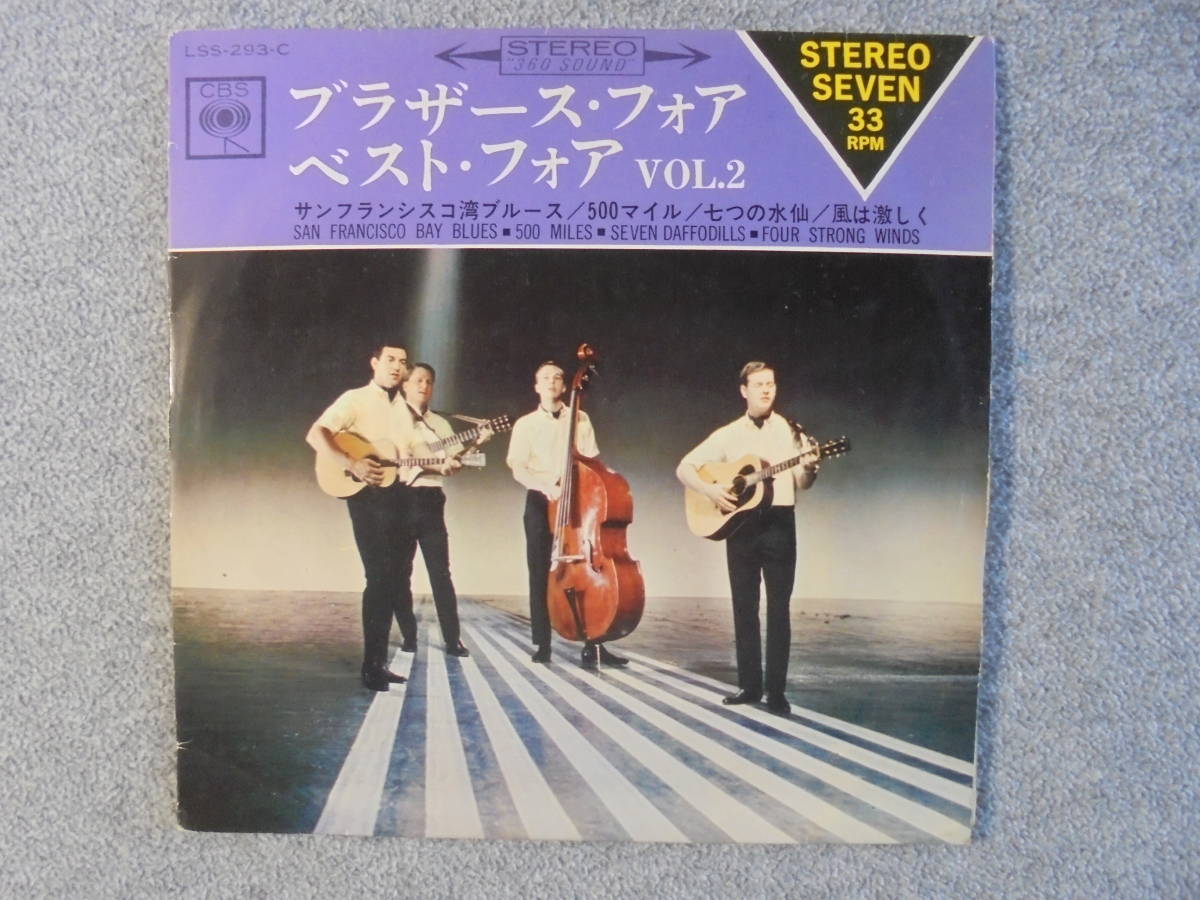 LSS-293-C
STEREO
"360 SOUND"
CBS
ブラザース・フォア
ベスト・フォア VOL.2
STEREO
SEVEN
33
RPM
サンフランシスコ湾ブルース/500マイル/七つの水仙/風は激しく
SAN FRANCISCO BAY BLUES ■ 500 MILES ■ SEVEN DAFFODILLS ■ FOUR STRONG WINDS